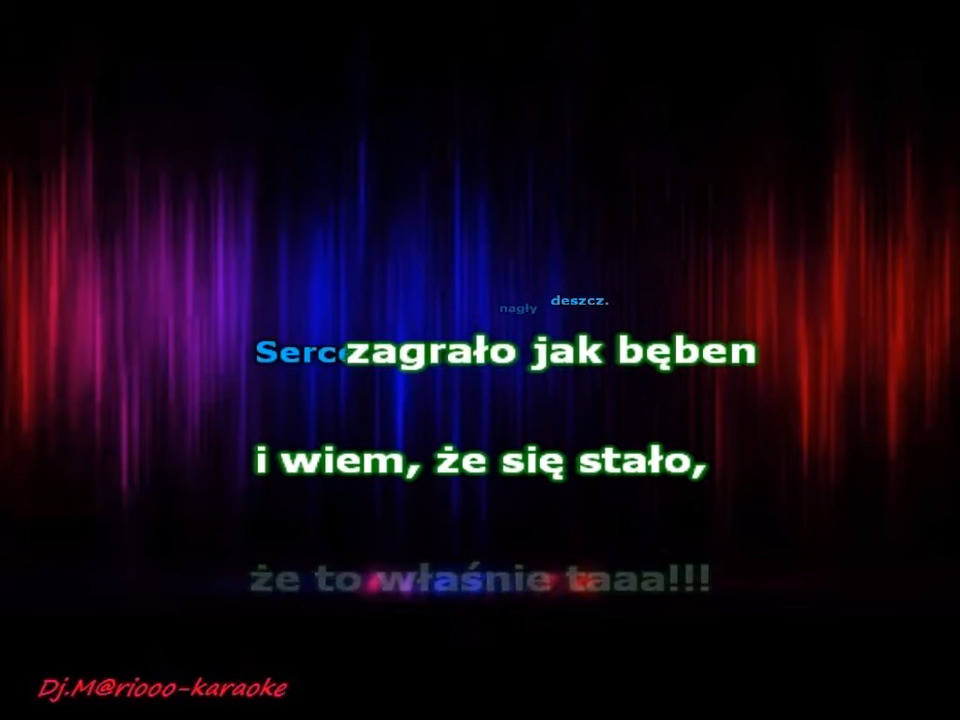 nagły deszcz.
Serce zagrało jak bęben
i wiem, że się stało,
że to właśnie taaa!!!
Dj.M@riooo-karaoke